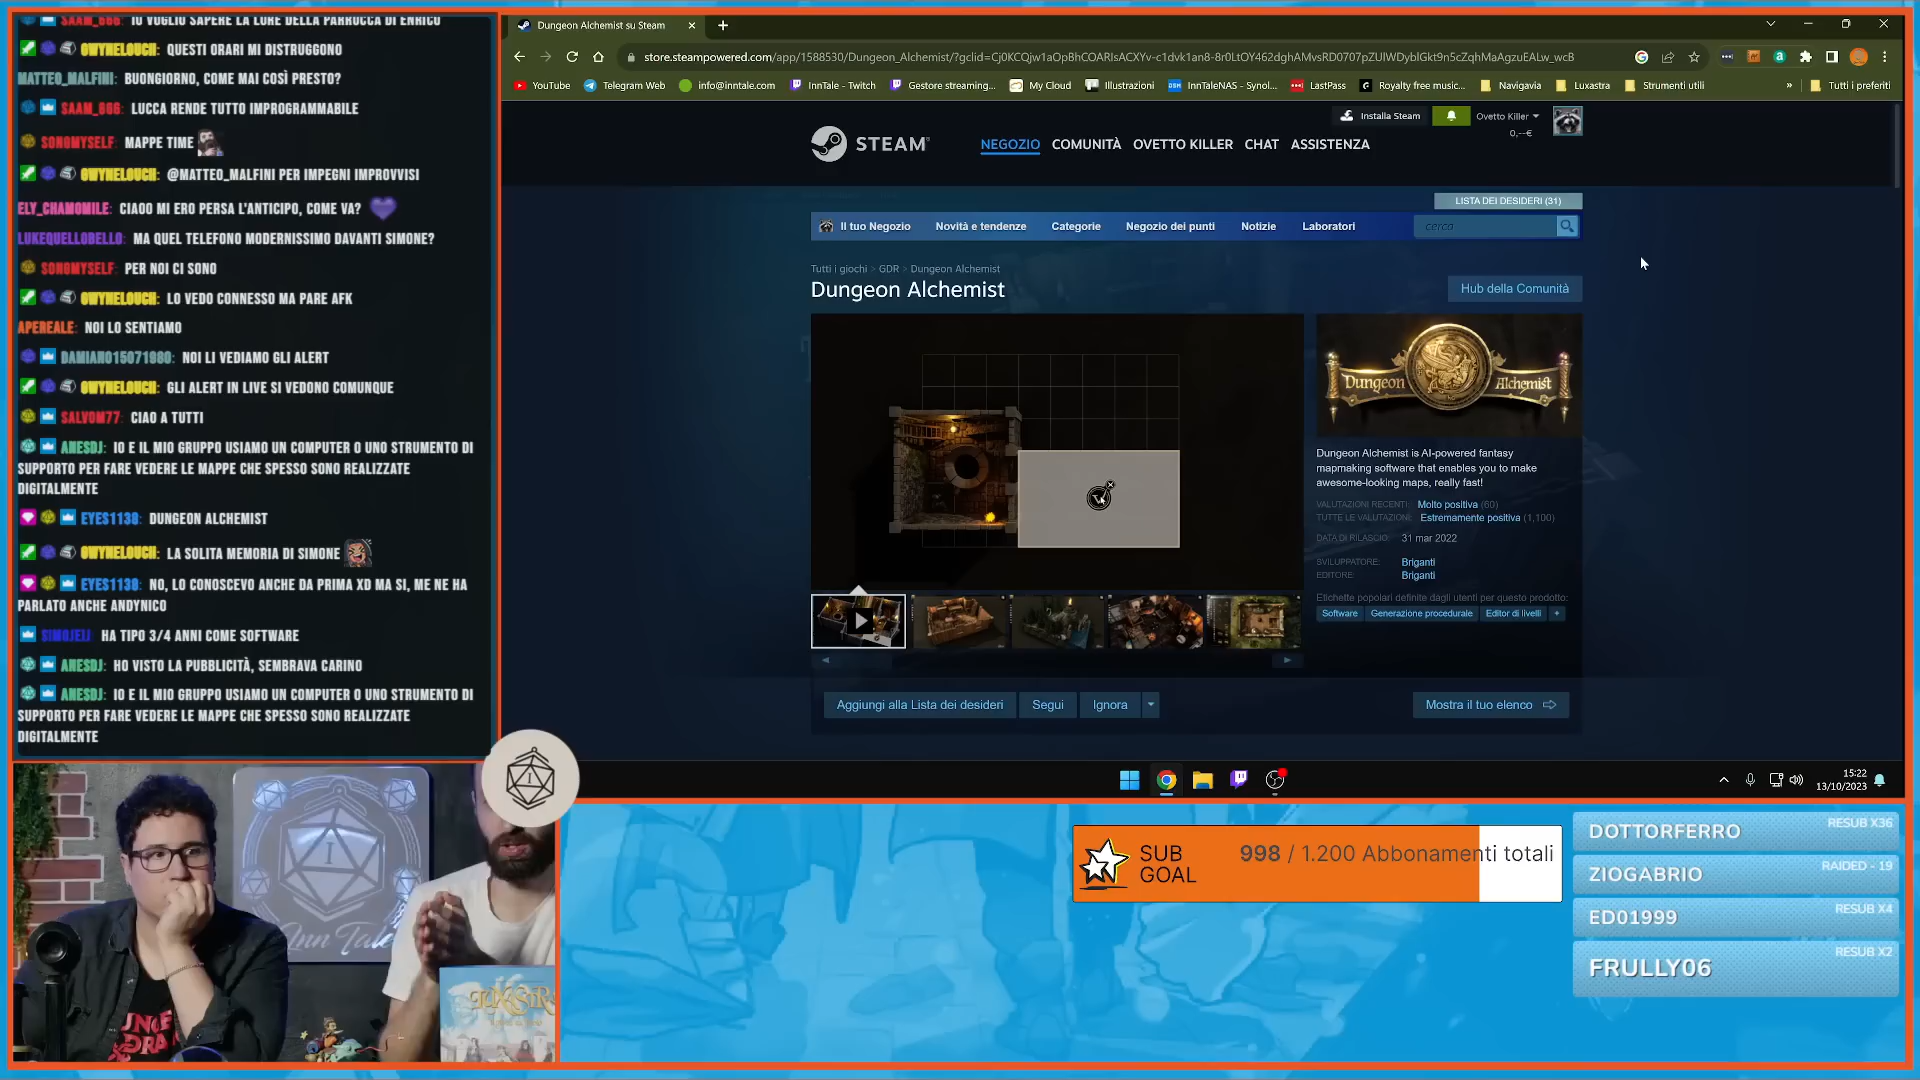 SAAM_666: IO VOGLIO SAPERE LA LORE DELLA PARRUCCA DI ENRICO
GWYNELOUGH: QUESTI ORARI MI DISTRUGGONO
MATTEO_MALFINI: BUONGIORNO, COME MAI COSÌ PRESTO?
SAAM_666: LUCCA RENDE TUTTO IMPROGRAMMABILE
SONOMYSELF: MAPPE TIME
GWYNELOUGH: @MATTEO_MALFINI PER IMPEGNI IMPROVVISI
ELY_CHAMOMILE: CIAOO MI ERO PERSA L'ANTICIPO, COME VA?
LUKEQUELLOBELLO: MA QUEL TELEFONO MODERNISSIMO DAVANTI SIMONE?
SONOMYSELF: PER NOI CI SONO
GWYNELOUGH: LO VEDO CONNESSO MA PARE AFK
APEREALE: NOI LO SENTIAMO
DAMIANO15071980: NOI LI VEDIAMO GLI ALERT
GWYNELOUGH: GLI ALERT IN LIVE SI VEDONO COMUNQUE
SALVOM77: CIAO A TUTTI
ANESDJ: IO E IL MIO GRUPPO USIAMO UN COMPUTER O UNO STRUMENTO DI
SUPPORTO PER FARE VEDERE LE MAPPE CHE SPESSO SONO REALIZZATE
DIGITALMENTE
EYES1138: DUNGEON ALCHEMIST
GWYNELOUGH: LA SOLITA MEMORIA DI SIMONE
EYES1138: NO, LO CONOSCEVO ANCHE DA PRIMA XD MA SI, ME NE HA
PARLATO ANCHE ANDYNICO
SIMOJEJI: HA TIPO 3/4 ANNI COME SOFTWARE
ANESDJ: HO VISTO LA PUBBLICITÀ, SEMBRAVA CARINO
ANESDJ: IO E IL MIO GRUPPO USIAMO UN COMPUTER O UNO STRUMENTO DI
SUPPORTO PER FARE VEDERE LE MAPPE CHE SPESSO SONO REALIZZATE
DIGITALMENTE
Dungeon Alchemist su Steam
YouTube Telegram Web info@inntale.com InnTale - Twitch Gestore streaming... My Cloud Illustrazioni InnTaleNAS - Synol... LastPass Royalty free music... Navigavia Luxastra Strumenti utili » Tutti i preferiti
Installa Steam
Ovetto Killer
0,--€
STEAM
NEGOZIO COMUNITÀ OVETTO KILLER CHAT ASSISTENZA
LISTA DEI DESIDERI (31)
Il tuo Negozio Novità e tendenze Categorie Negozio dei punti Notizie Laboratori cerca
Tutti i giochi > GDR > Dungeon Alchemist
Dungeon Alchemist
Hub della Comunità
Dungeon Alchemist
Dungeon Alchemist is AI-powered fantasy
mapmaking software that enables you to make
awesome-looking maps, really fast!
VALUTAZIONI RECENTI: Molto positiva (60)
TUTTE LE VALUTAZIONI: Estremamente positiva (1,100)
DATA DI RILASCIO: 31 mar 2022
SVILUPPATORE: Briganti
EDITORE: Briganti
Etichette popolari definite dagli utenti per questo prodotto:
Software Generazione procedurale Editor di livelli +
Aggiungi alla Lista dei desideri Segui Ignora Mostra il tuo elenco
15:22
13/10/2023
SUB
GOAL
998 / 1.200 Abbonamenti totali
DOTTORFERRO RESUB X36
ZIOGABRIO RAIDED - 19
ED01999 RESUB X4
FRULLY06 RESUB X2
Inn Tale